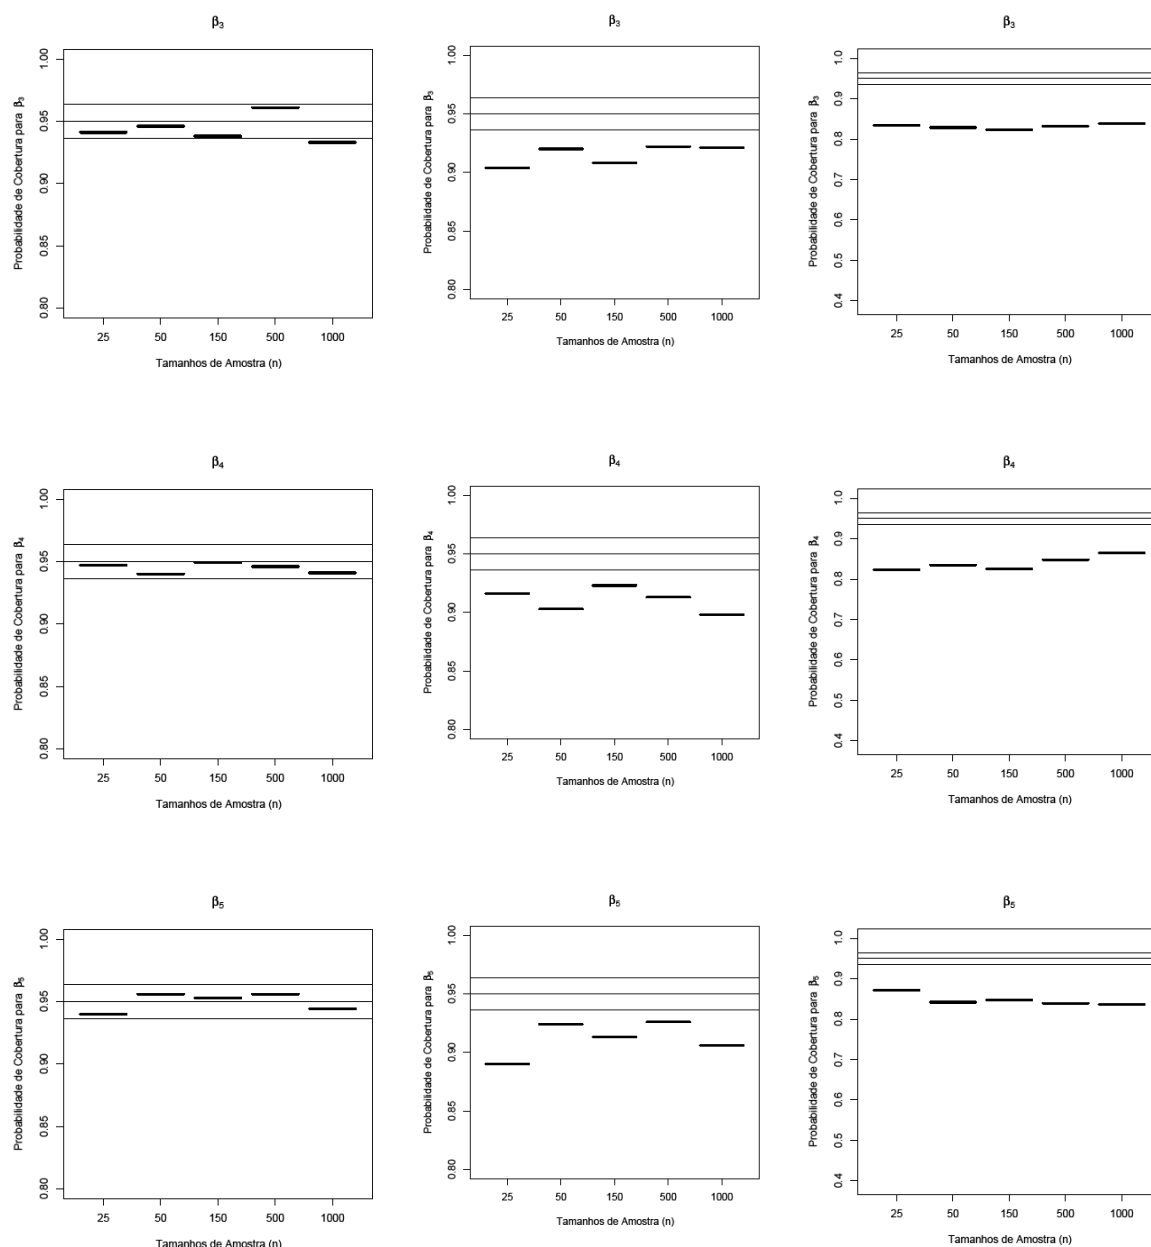 β₃
Probabilidade de Cobertura para β₃
1.00
0.95
0.90
0.85
0.80
25 50 150 500 1000
Tamanhos de Amostra (n)
β₃
Probabilidade de Cobertura para β₃
1.00
0.95
0.90
0.85
0.80
25 50 150 500 1000
Tamanhos de Amostra (n)
β₃
Probabilidade de Cobertura para β₃
1.0
0.9
0.8
0.7
0.6
0.5
0.4
25 50 150 500 1000
Tamanhos de Amostra (n)
β₄
Probabilidade de Cobertura para β₄
1.00
0.95
0.90
0.85
0.80
25 50 150 500 1000
Tamanhos de Amostra (n)
β₄
Probabilidade de Cobertura para β₄
1.00
0.95
0.90
0.85
0.80
25 50 150 500 1000
Tamanhos de Amostra (n)
β₄
Probabilidade de Cobertura para β₄
1.0
0.9
0.8
0.7
0.6
0.5
0.4
25 50 150 500 1000
Tamanhos de Amostra (n)
β₅
Probabilidade de Cobertura para β₅
1.00
0.95
0.90
0.85
0.80
25 50 150 500 1000
Tamanhos de Amostra (n)
β₅
Probabilidade de Cobertura para β₅
1.00
0.95
0.90
0.85
0.80
25 50 150 500 1000
Tamanhos de Amostra (n)
β₅
Probabilidade de Cobertura para β₅
1.0
0.9
0.8
0.7
0.6
0.5
0.4
25 50 150 500 1000
Tamanhos de Amostra (n)